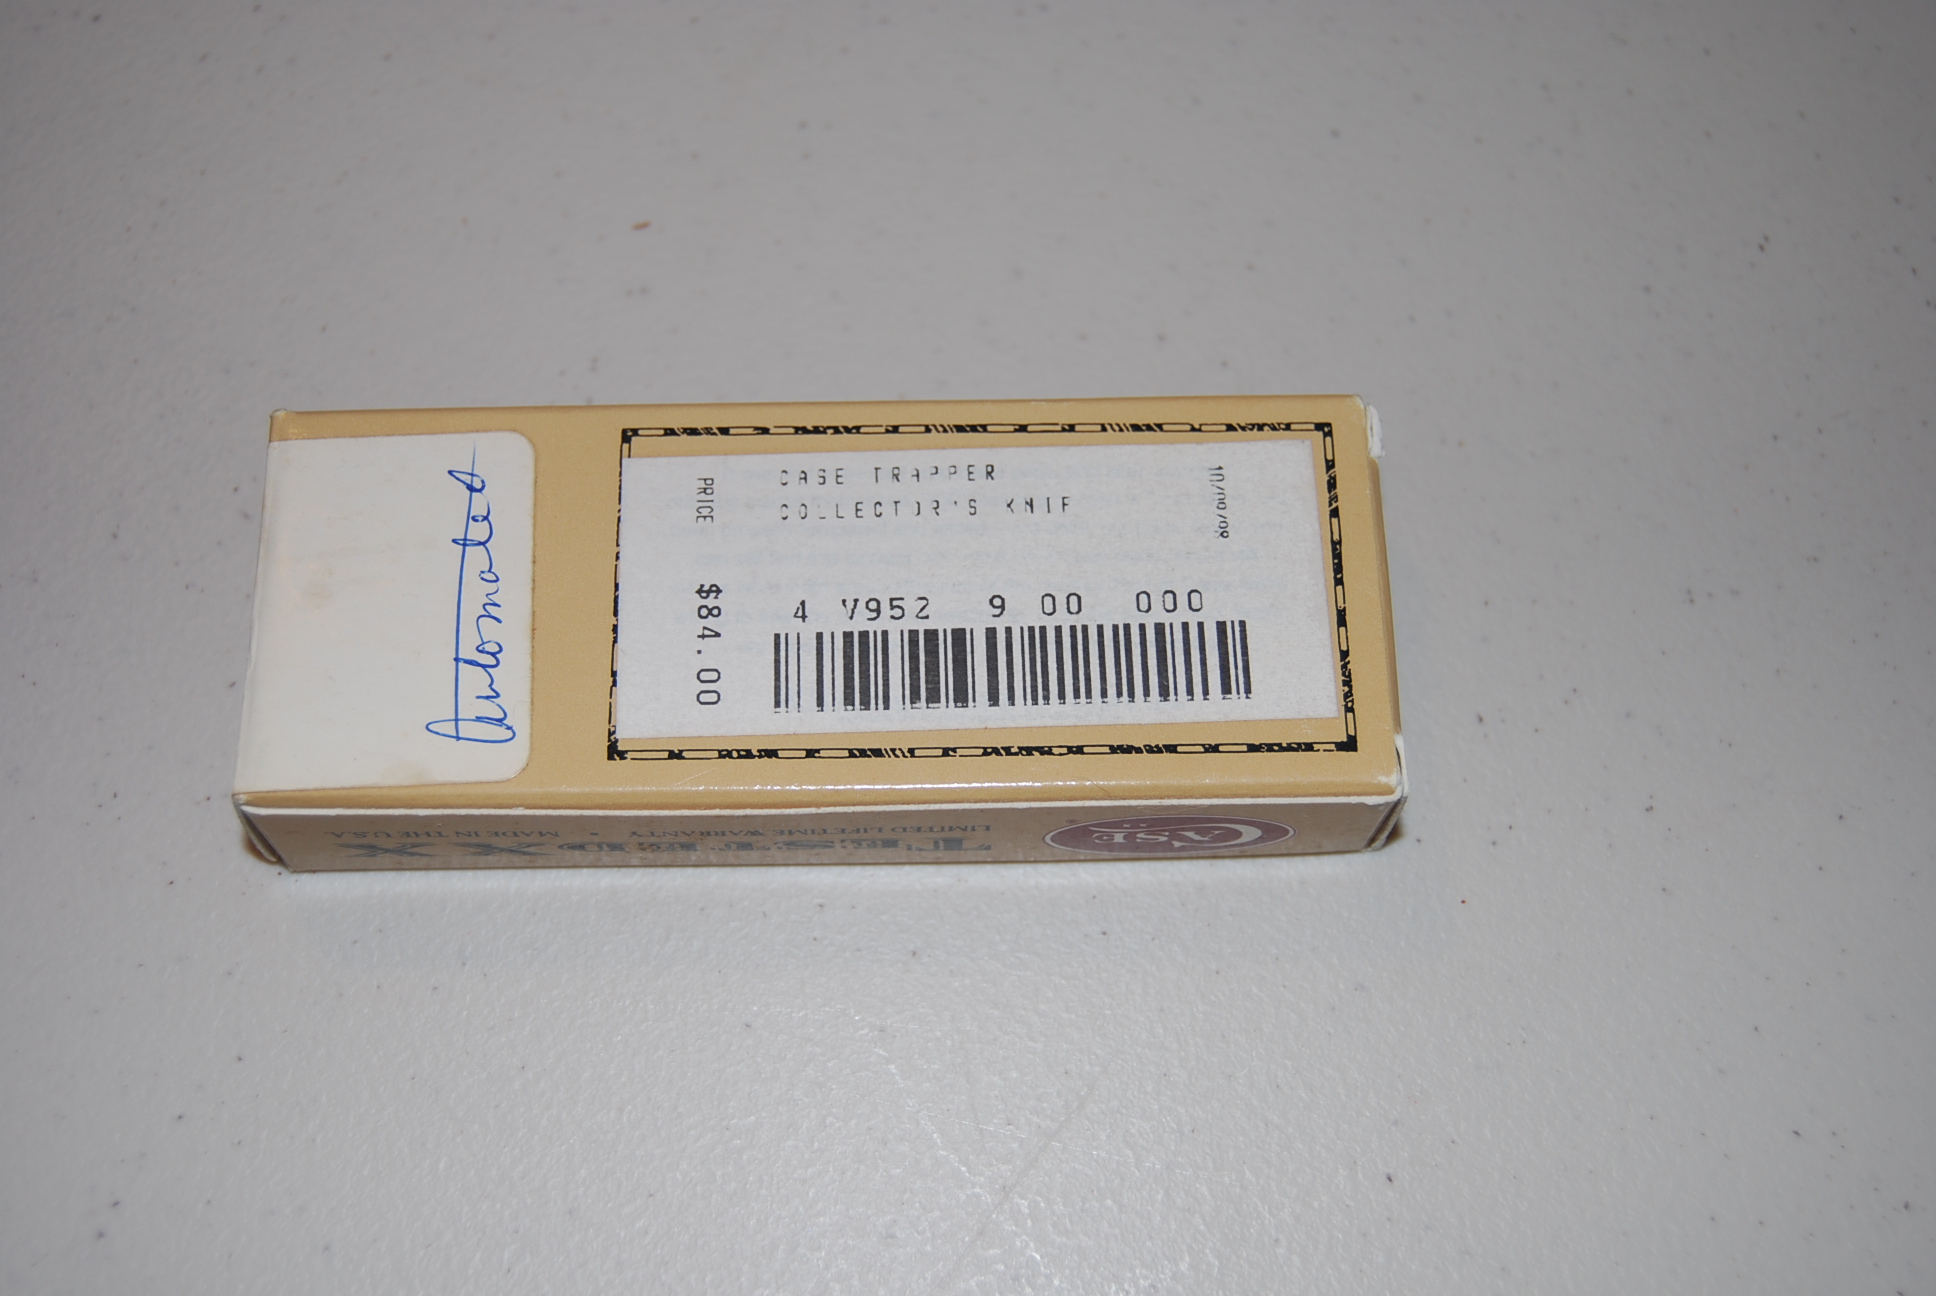 CASE TRAPPER
COLLECTOR'S KNIF
PRICE
$84.00
4 V952 9 00 000
Automated
CASE
TESTED XX
LIMITED LIFETIME WARRANTY • MADE IN THE U.S.A.